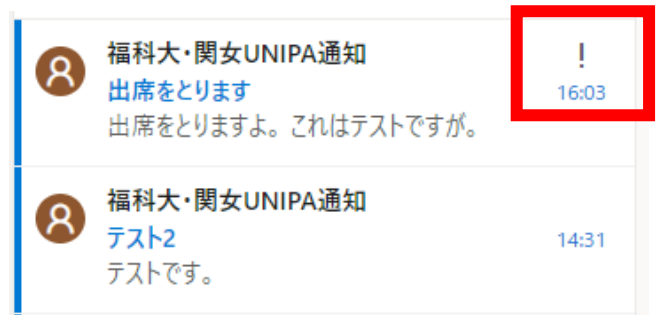 福科大・関女UNIPA通知
!
出席をとります
16:03
出席をとりますよ。これはテストですが。
福科大・関女UNIPA通知
テスト2
14:31
テストです。